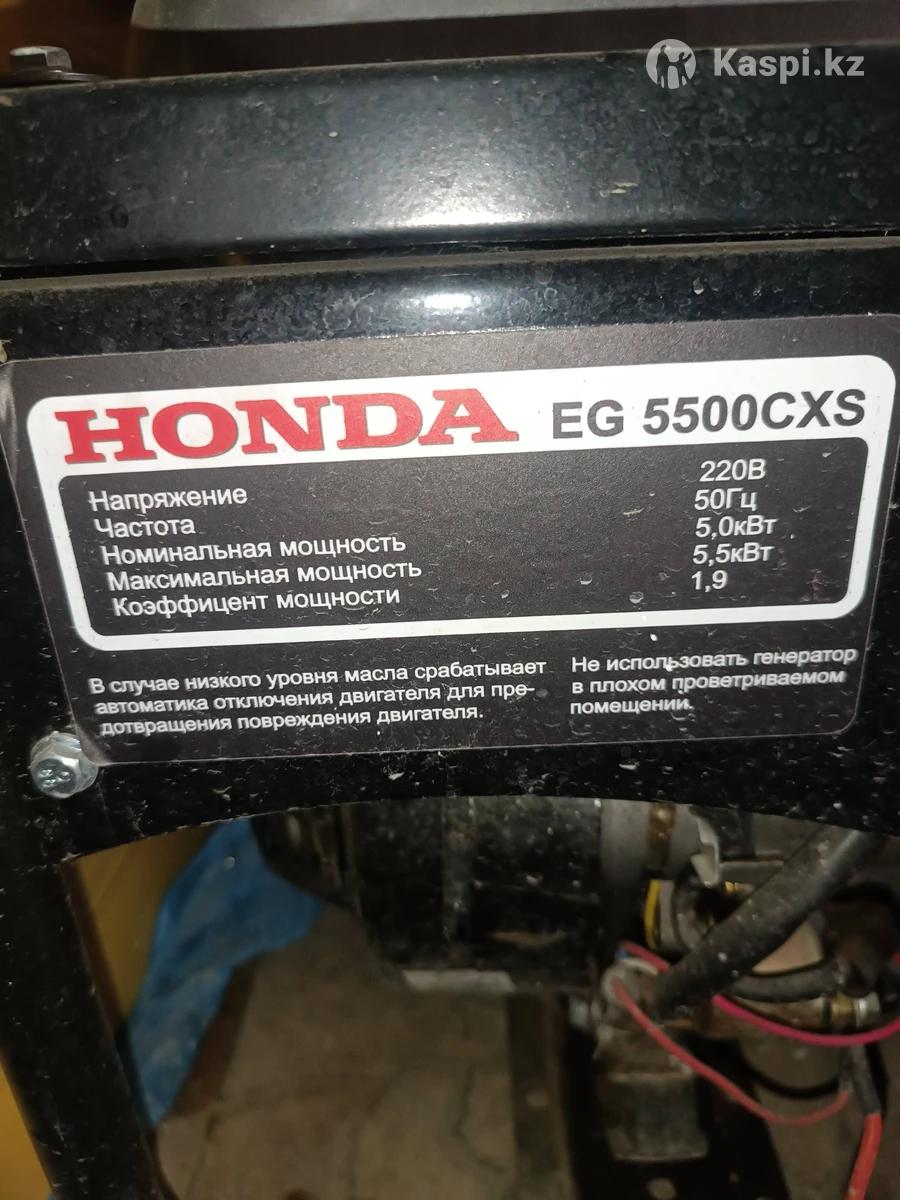 Kaspi.kz
HONDA EG 5500CXS
Напряжение 220В
Частота 50Гц
Номинальная мощность 5,0кВт
Максимальная мощность 5,5кВт
Коэффицент мощности 1,9
В случае низкого уровня масла срабатывает
автоматика отключения двигателя для пре-
дотвращения повреждения двигателя.
Не использовать генератор
в плохом проветриваемом
помещении.